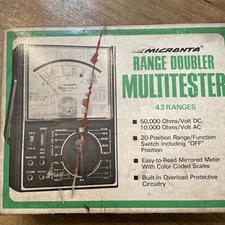 MICRONTA
RANGE DOUBLER
MULTITESTER
43 RANGES
50,000 Ohms/Volt DC,
10,000 Ohms/Volt AC
20-Position Range/Function
Switch Including "OFF"
Position
Easy-to-Read Mirrored Meter
With Color-Coded Scales
Built-In Overload Protective
Circuitry